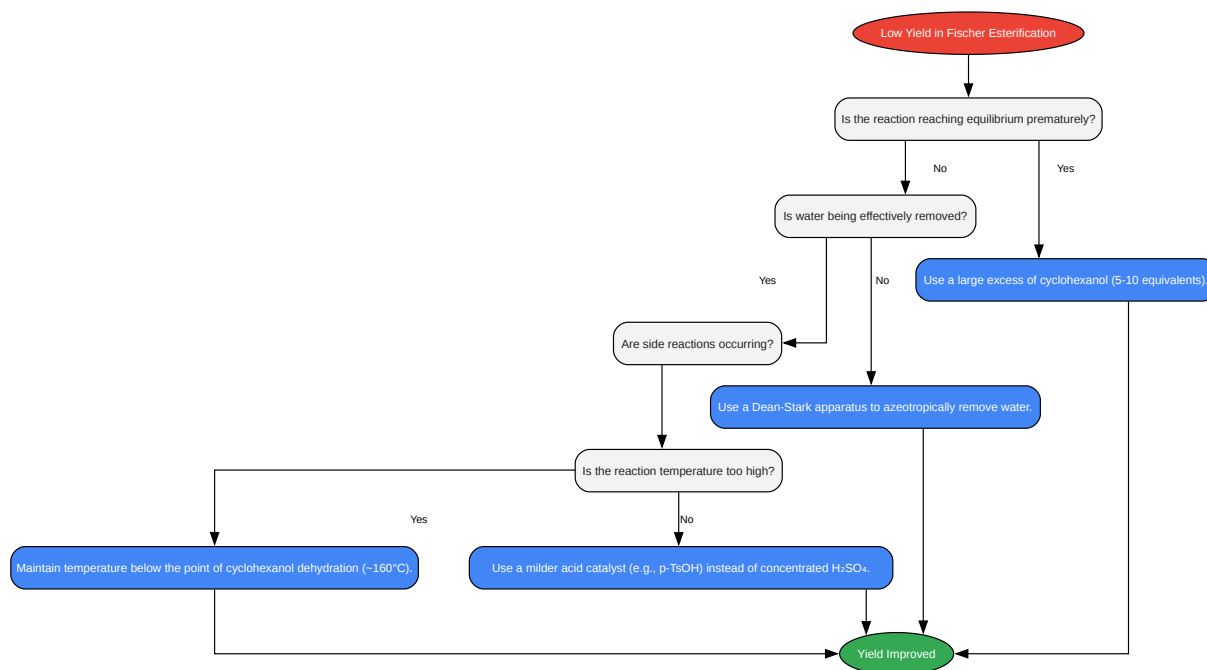 Low Yield in Fischer Esterification
Is the reaction reaching equilibrium prematurely?
No
Yes
Is water being effectively removed?
Use a large excess of cyclohexanol (5-10 equivalents).
Yes
No
Are side reactions occurring?
Use a Dean-Stark apparatus to azeotropically remove water.
Is the reaction temperature too high?
Yes
No
Maintain temperature below the point of cyclohexanol dehydration (~160°C).
Use a milder acid catalyst (e.g., p-TsOH) instead of concentrated H₂SO₄.
Yield Improved